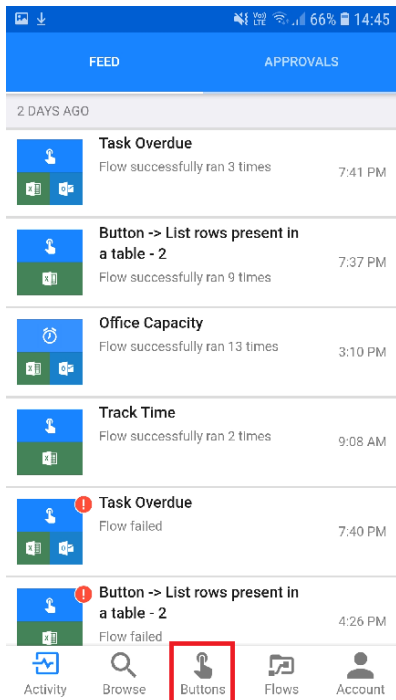 Vo)) LTE 66% 14:45
FEED APPROVALS
2 DAYS AGO
Task Overdue
Flow successfully ran 3 times
7:41 PM
Button -> List rows present in
a table - 2
Flow successfully ran 9 times
7:37 PM
Office Capacity
Flow successfully ran 13 times
3:10 PM
Track Time
Flow successfully ran 2 times
9:08 AM
Task Overdue
Flow failed
7:40 PM
Button -> List rows present in
a table - 2
Flow failed
4:26 PM
Activity Browse Buttons Flows Account